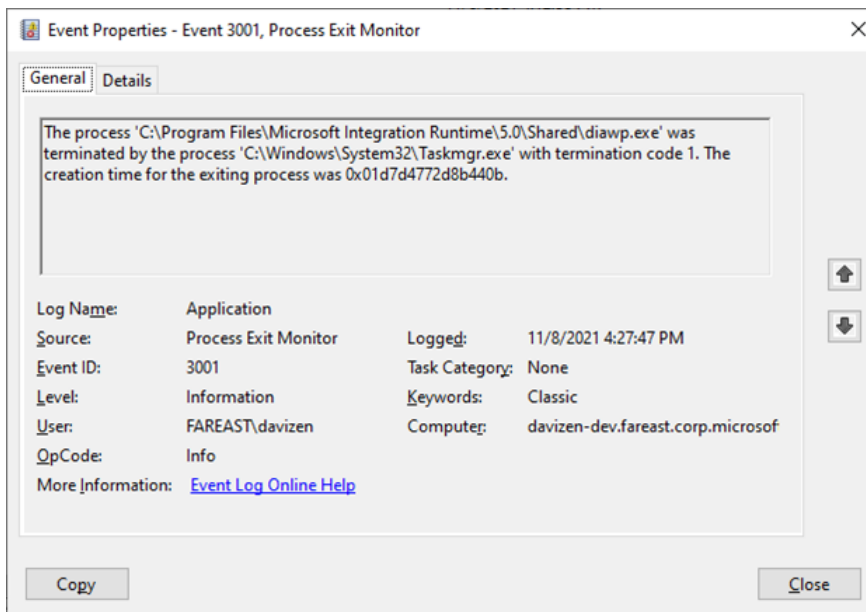 Event Properties - Event 3001, Process Exit Monitor
General Details
The process 'C:\Program Files\Microsoft Integration Runtime\5.0\Shared\diawp.exe' was
terminated by the process 'C:\Windows\System32\Taskmgr.exe' with termination code 1. The
creation time for the exiting process was 0x01d7d4772d8b440b.
Log Name: Application
Source: Process Exit Monitor Logged: 11/8/2021 4:27:47 PM
Event ID: 3001 Task Category: None
Level: Information Keywords: Classic
User: FAREAST\davizen Computer: davizen-dev.fareast.corp.microsof
OpCode: Info
More Information: Event Log Online Help
Copy Close